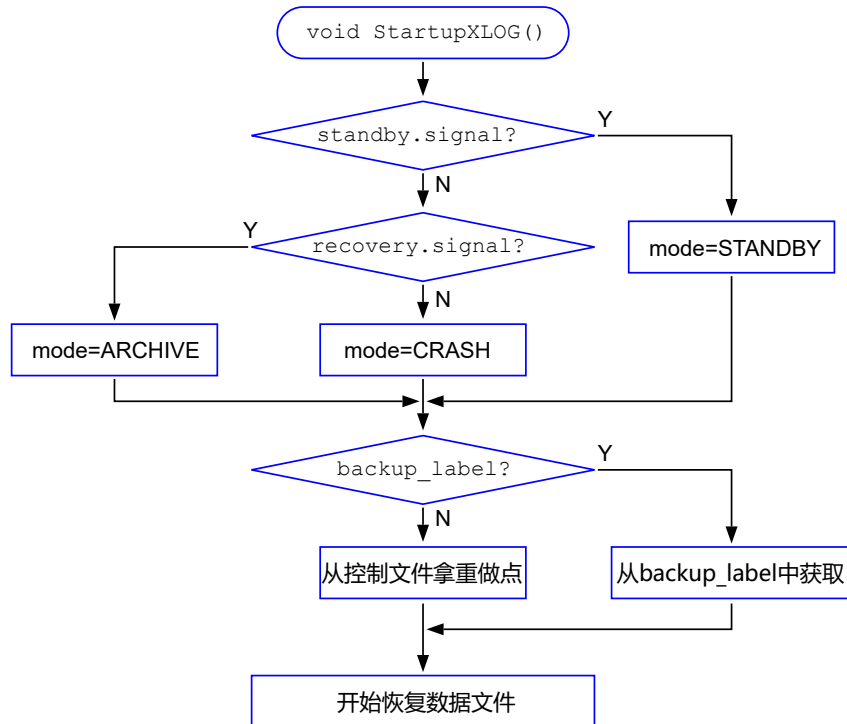 void StartupXLOG()
standby.signal?
Y
N
recovery.signal?
Y
mode=STANDBY
N
mode=ARCHIVE
mode=CRASH
backup_label?
Y
N
从控制文件拿重做点
从backup_label中获取
开始恢复数据文件